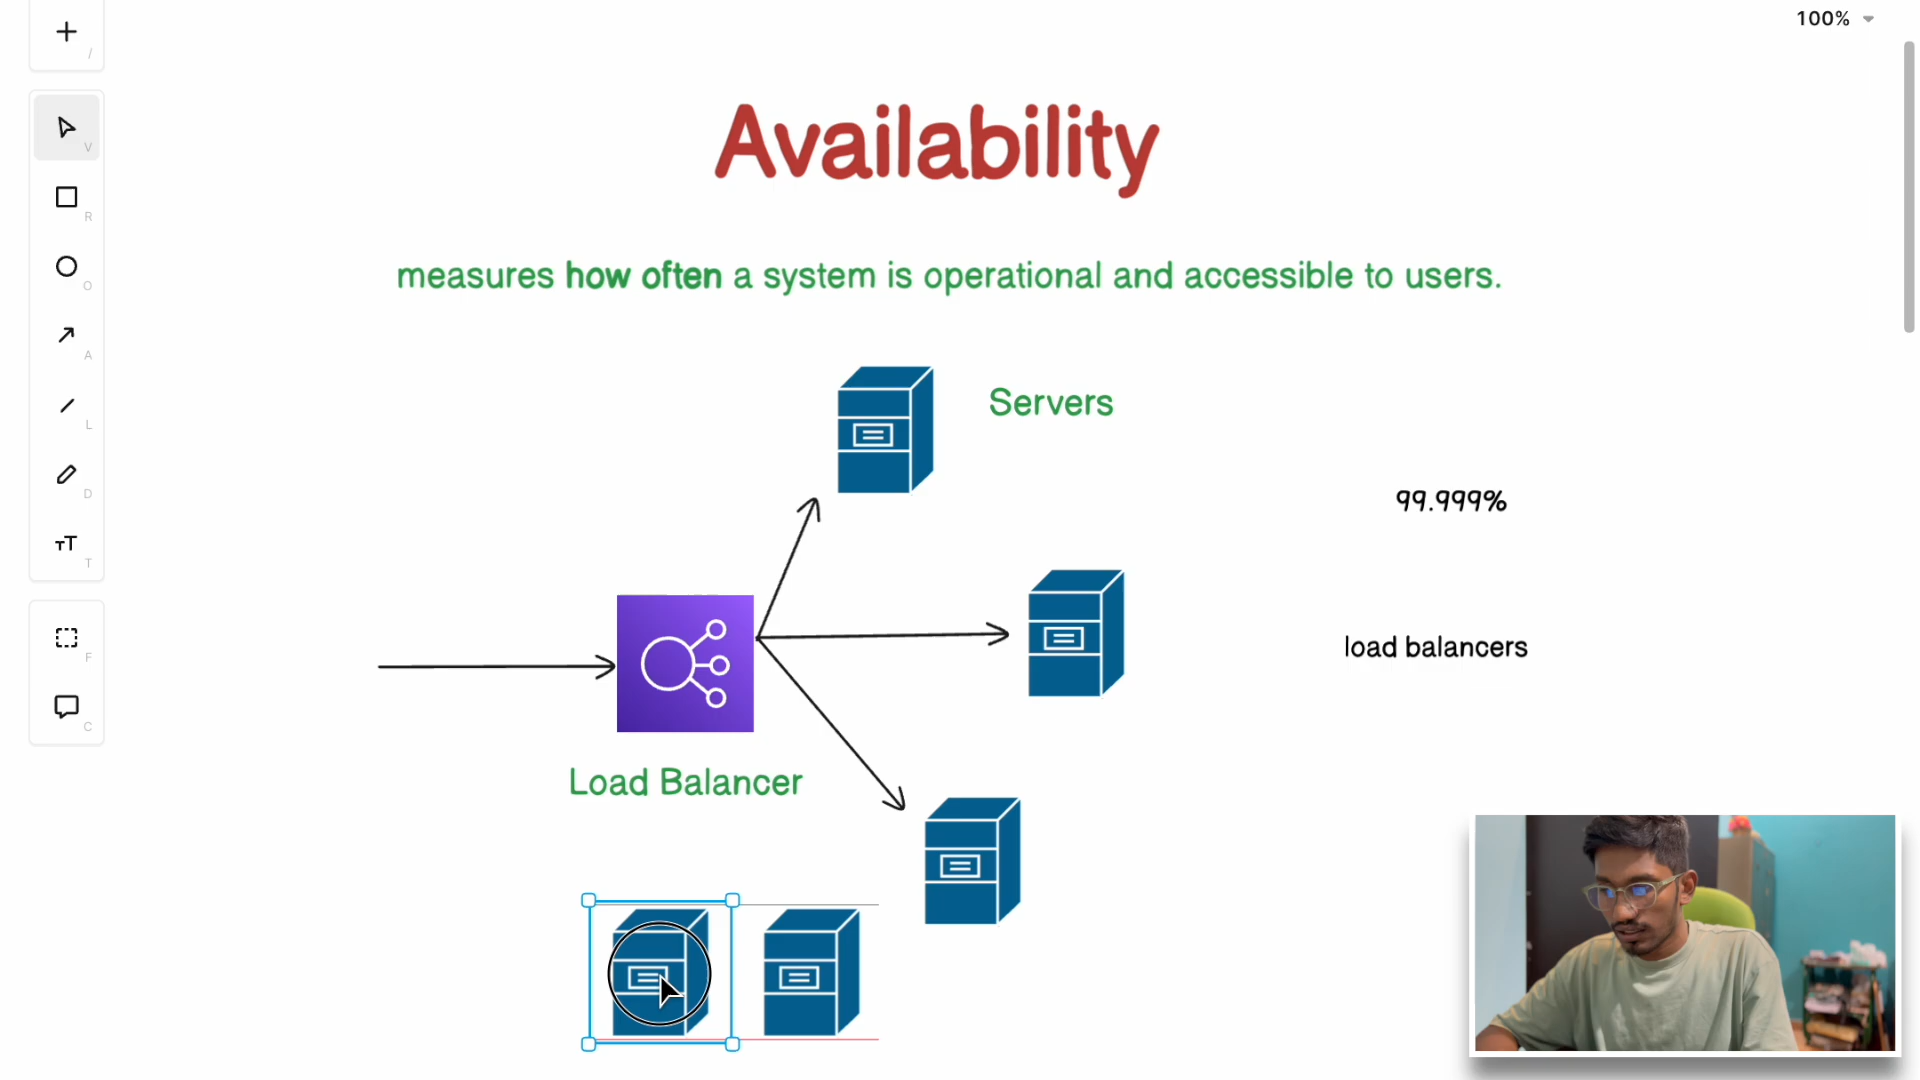 100%
/
V
R
O
A
L
D
T
T
F
C
Availability
measures how often a system is operational and accessible to users.
Servers
99.999%
load balancers
Load Balancer